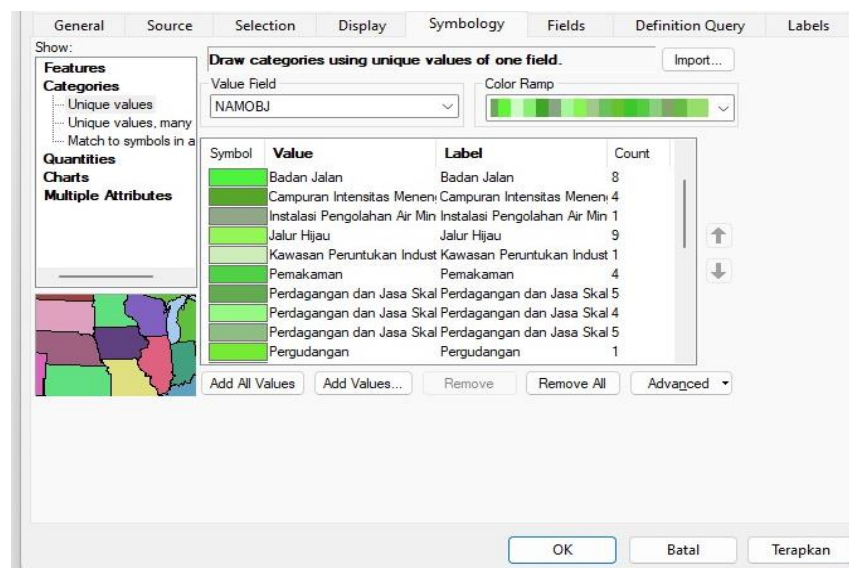 General Source Selection Display Symbology Fields Definition Query Labels
Show:
Features
Categories
Unique values
Unique values, many
Match to symbols in a
Quantities
Charts
Multiple Attributes
Draw categories using unique values of one field.
Import...
Value Field
NAMOBJ
Color Ramp
Symbol Value Label Count
Badan Jalan Badan Jalan 8
Campuran Intensitas Menen Campuran Intensitas Menen 4
Instalasi Pengolahan Air Min Instalasi Pengolahan Air Min 1
Jalur Hijau Jalur Hijau 9
Kawasan Peruntukan Indust Kawasan Peruntukan Indust 1
Pemakaman Pemakaman 4
Perdagangan dan Jasa Skal Perdagangan dan Jasa Skal 5
Perdagangan dan Jasa Skal Perdagangan dan Jasa Skal 4
Perdagangan dan Jasa Skal Perdagangan dan Jasa Skal 5
Pergudangan Pergudangan 1
Add All Values Add Values... Remove Remove All Advanced
OK Batal Terapkan